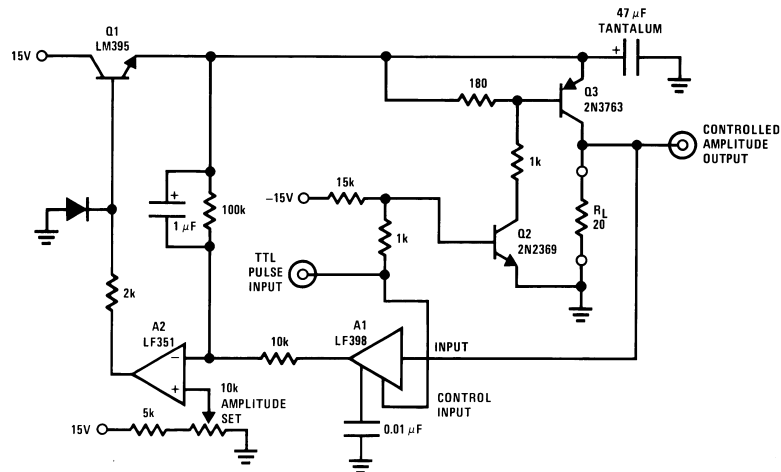 Q1
LM395
15V
47 µF
TANTALUM
+
180
Q3
2N3763
CONTROLLED
AMPLITUDE
OUTPUT
1k
+
1 µF
100k
-15V
15k
1k
Q2
2N2369
RL
20
TTL
PULSE
INPUT
2k
A2
LF351
10k
A1
LF398
INPUT
−
+
10k
AMPLITUDE
SET
CONTROL
INPUT
15V
5k
0.01 µF